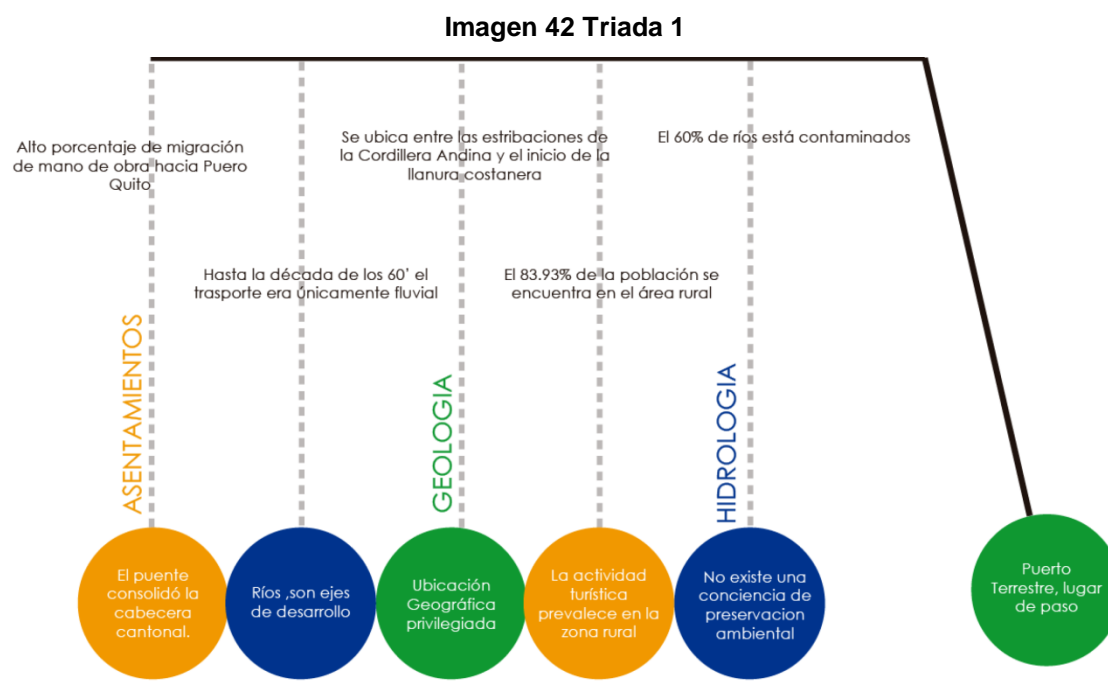 Imagen 42 Triada 1
Alto porcentaje de migración
de mano de obra hacia Puero
Quito
Se ubica entre las estribaciones de
la Cordillera Andina y el inicio de la
llanura costanera
El 60% de ríos está contaminados
Hasta la década de los 60' el
trasporte era únicamente fluvial
El 83.93% de la población se
encuentra en el área rural
ASENTAMIENTOS
GEOLOGIA
HIDROLOGIA
El puente
consolidó la
cabecera
cantonal.
Ríos ,son ejes
de desarrollo
Ubicación
Geográfica
privilegiada
La actividad
turística
prevalece en la
zona rural
No existe una
conciencia de
preservacion
ambiental
Puerto
Terrestre, lugar
de paso